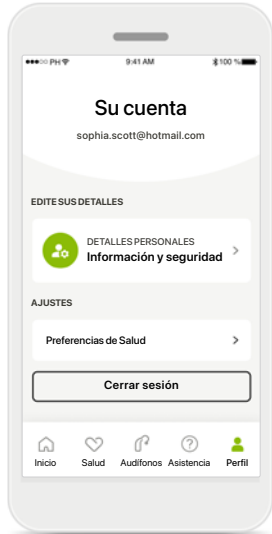 PH
9:41 AM
100 %
Su cuenta
sophia.scott@hotmail.com
EDITE SUS DETALLES
DETALLES PERSONALES
Información y seguridad
AJUSTES
Preferencias de Salud
Cerrar sesión
Inicio Salud Audífonos Asistencia Perfil